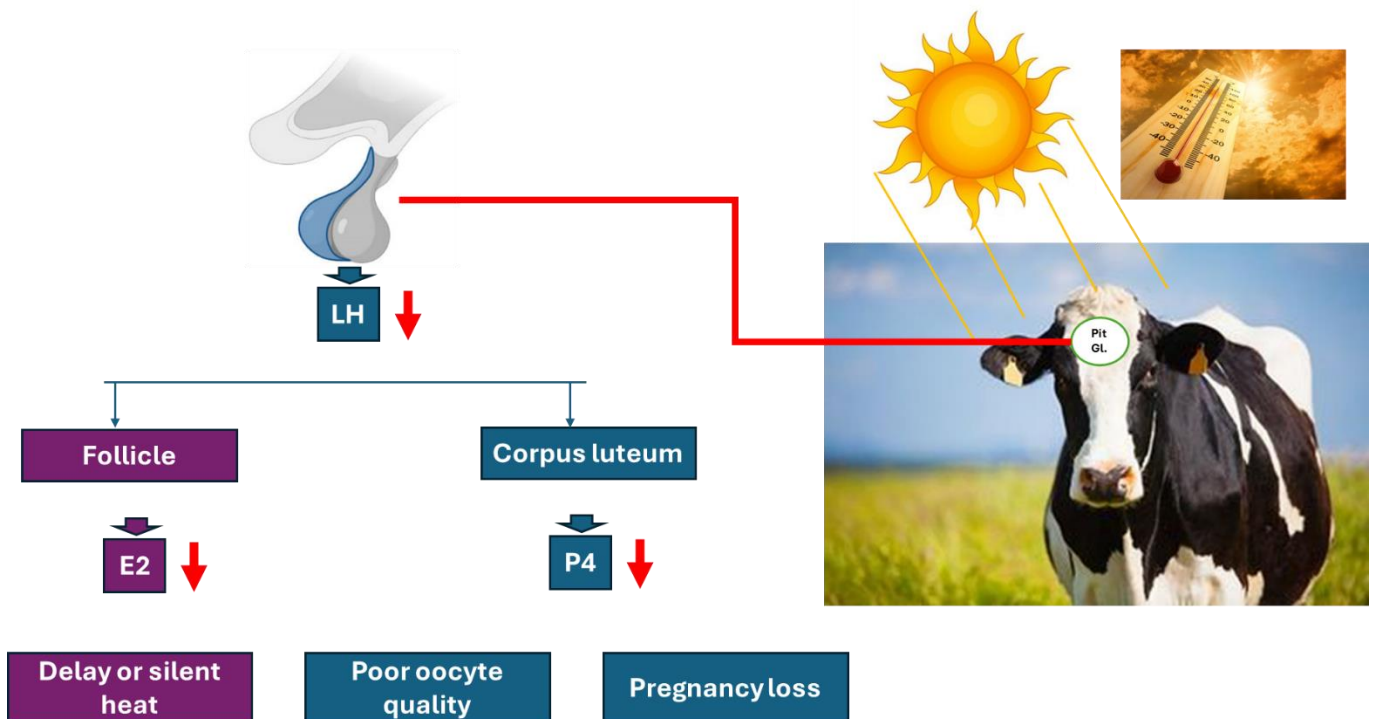 Pit
Gl.
LH
Follicle
Corpus luteum
E2
P4
Delay or silent
heat
Poor oocyte
quality
Pregnancy loss